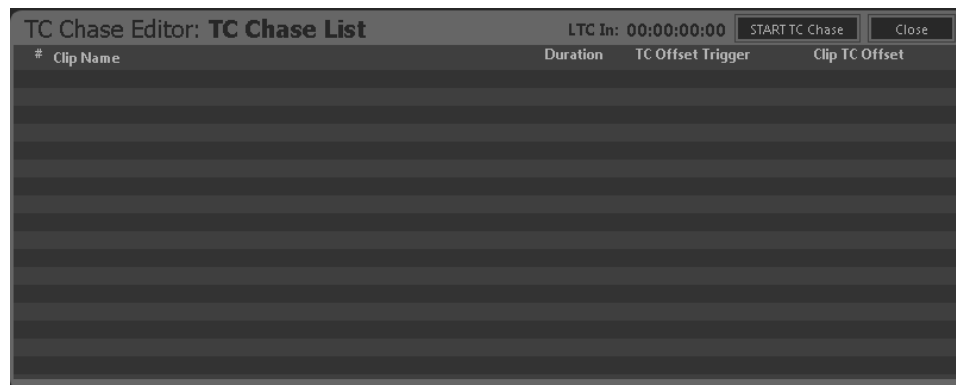 TC Chase Editor: TC Chase List LTC In: 00:00:00:00 START TC Chase Close
# Clip Name Duration TC Offset Trigger Clip TC Offset